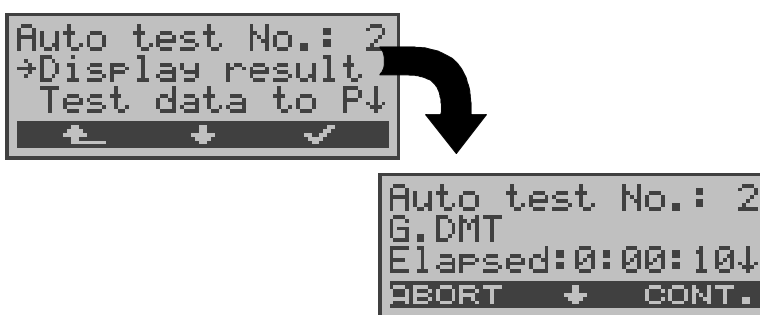 Auto test No.: 2
→Display result
Test data to P↓
Auto test No.: 2
G.DMT
Elapsed:0:00:10↓
ABORT ↓ CONT.